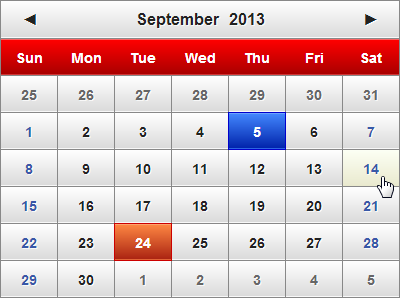 ◄ September 2013 ►
Sun Mon Tue Wed Thu Fri Sat
25 26 27 28 29 30 31
1 2 3 4 5 6 7
8 9 10 11 12 13 14
15 16 17 18 19 20 21
22 23 24 25 26 27 28
29 30 1 2 3 4 5